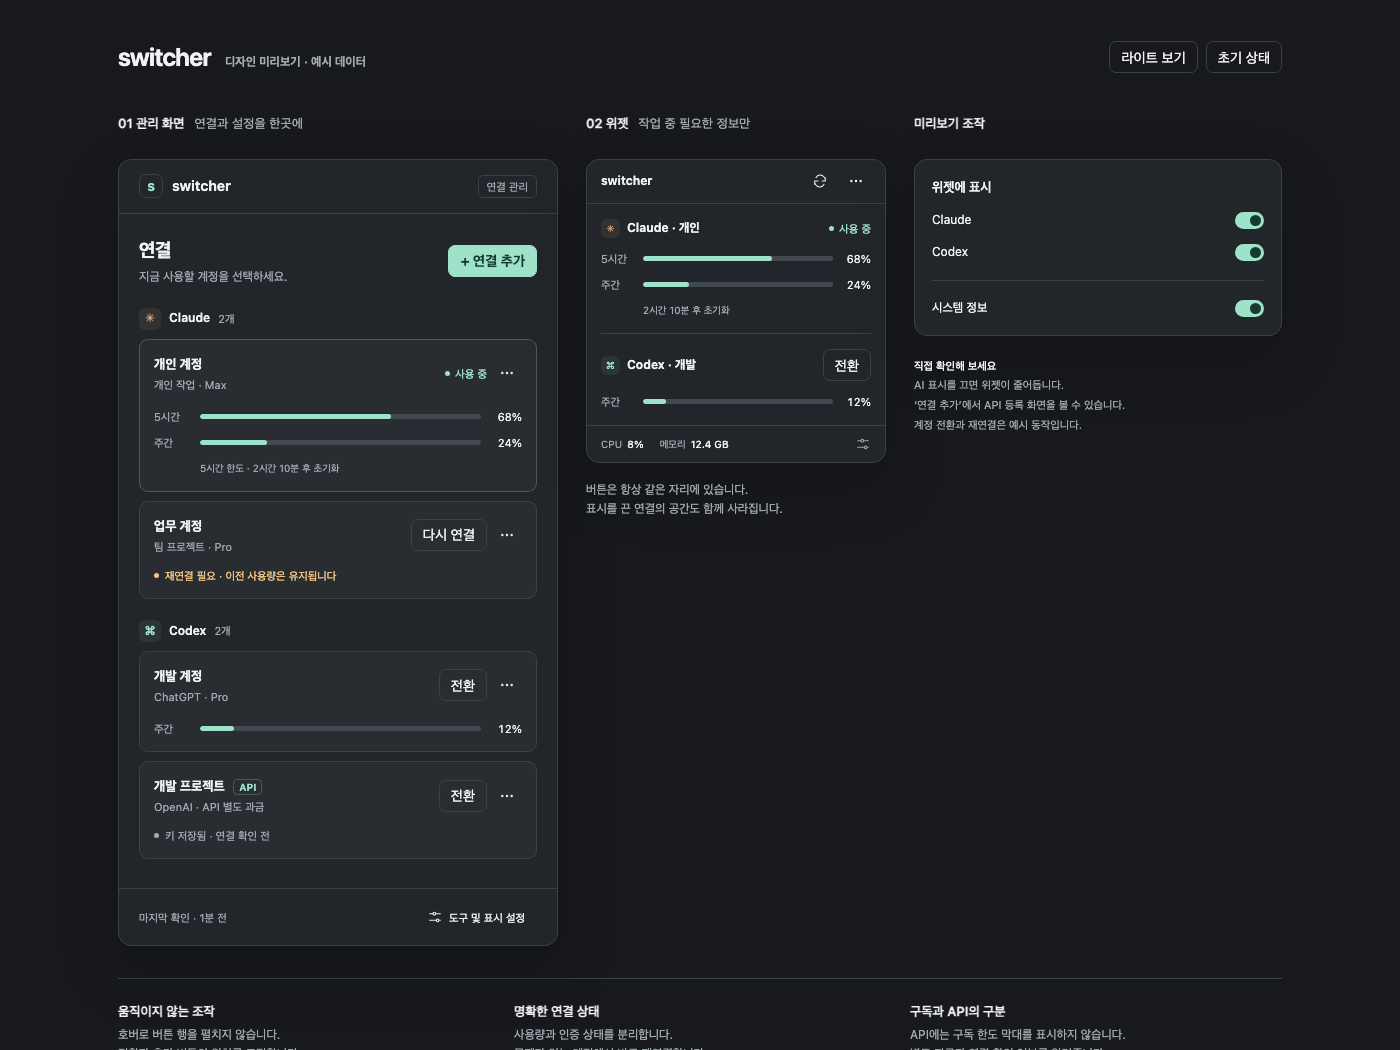 switcher 디자인 미리보기 · 예시 데이터
라이트 보기
초기 상태
01 관리 화면 연결과 설정을 한곳에
S switcher
연결 관리
연결
지금 사용할 계정을 선택하세요.
+ 연결 추가
Claude 2개
개인 계정
개인 작업 · Max
사용 중
5시간 68%
주간 24%
5시간 한도 · 2시간 10분 후 초기화
업무 계정
팀 프로젝트 · Pro
다시 연결
재연결 필요 · 이전 사용량은 유지됩니다
Codex 2개
개발 계정
ChatGPT · Pro
전환
주간 12%
개발 프로젝트 API
OpenAI · API 별도 과금
전환
키 저장됨 · 연결 확인 전
마지막 확인 · 1분 전
도구 및 표시 설정
02 위젯 작업 중 필요한 정보만
switcher
Claude · 개인
사용 중
5시간 68%
주간 24%
2시간 10분 후 초기화
Codex · 개발
전환
주간 12%
CPU 8% 메모리 12.4 GB
버튼은 항상 같은 자리에 있습니다.
표시를 끈 연결의 공간도 함께 사라집니다.
미리보기 조작
위젯에 표시
Claude
Codex
시스템 정보
직접 확인해 보세요
AI 표시를 끄면 위젯이 줄어듭니다.
‘연결 추가’에서 API 등록 화면을 볼 수 있습니다.
계정 전환과 재연결은 예시 동작입니다.
움직이지 않는 조작
호버로 버튼 행을 펼치지 않습니다.
명확한 연결 상태
사용량과 인증 상태를 분리합니다.
구독과 API의 구분
API에는 구독 한도 막대를 표시하지 않습니다.